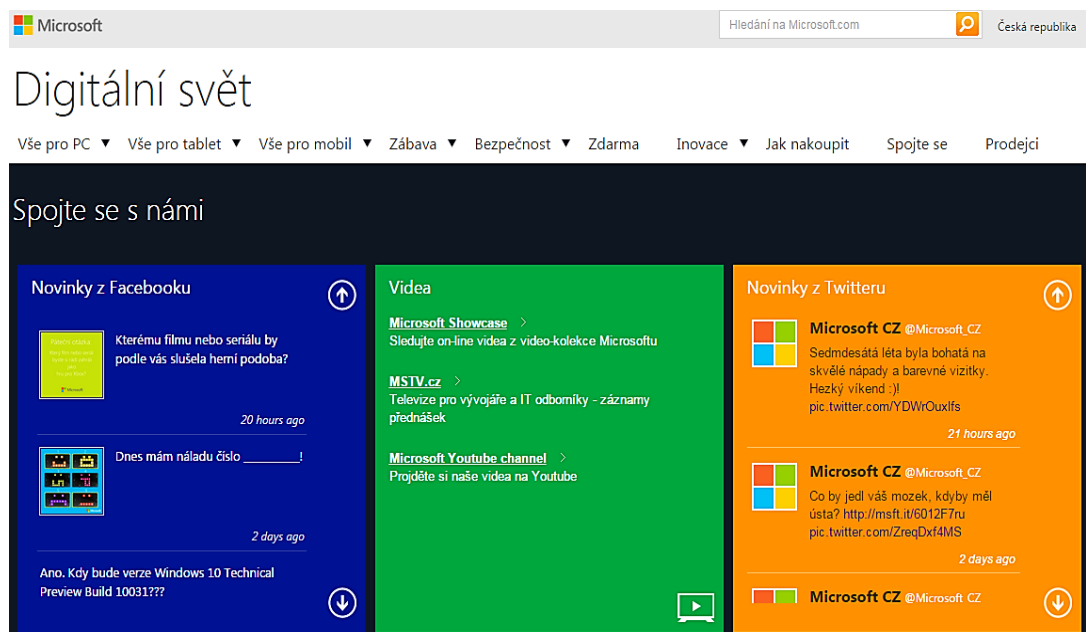 Microsoft
Hledání na Microsoft.com
Česká republika
Digitální svět
Vše pro PC ▼ Vše pro tablet ▼ Vše pro mobil ▼ Zábava ▼ Bezpečnost ▼ Zdarma Inovace ▼ Jak nakoupit Spojte se Prodejci
Spojte se s námi
Novinky z Facebooku
Kterému filmu nebo seriálu by
podle vás slušela herní podoba?
20 hours ago
Dnes mám náladu číslo _________!
2 days ago
Ano. Kdy bude verze Windows 10 Technical
Preview Build 10031???
Videa
Microsoft Showcase
Sledujte on-line videa z video-kolekce Microsoftu
MSTV.cz
Televize pro vývojáře a IT odborníky - záznamy
přednášek
Microsoft Youtube channel
Projděte si naše videa na Youtube
Novinky z Twitteru
Microsoft CZ @Microsoft_CZ
Sedmdesátá léta byla bohatá na
skvělé nápady a barevné vizitky.
Hezký víkend :)!
pic.twitter.com/YDWrOuxlfs
21 hours ago
Microsoft CZ @Microsoft_CZ
Co by jedl váš mozek, kdyby měl
ústa? http://msft.it/6012F7ru
pic.twitter.com/ZreqDxf4MS
2 days ago
Microsoft CZ @Microsoft_CZ